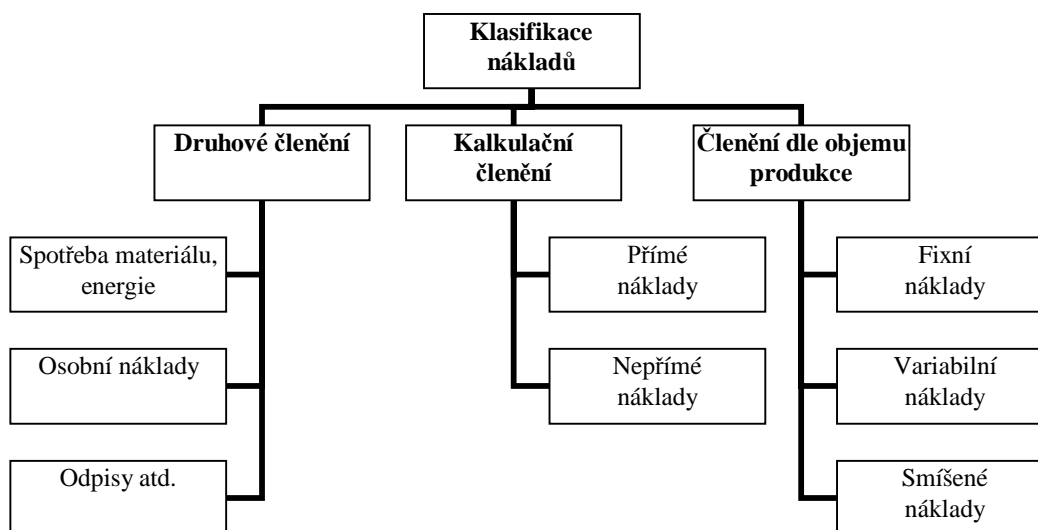 Klasifikace
nákladů
Druhové členění
Kalkulační
členění
Členění dle objemu
produkce
Spotřeba materiálu,
energie
Osobní náklady
Odpisy atd.
Přímé
náklady
Nepřímé
náklady
Fixní
náklady
Variabilní
náklady
Smíšené
náklady